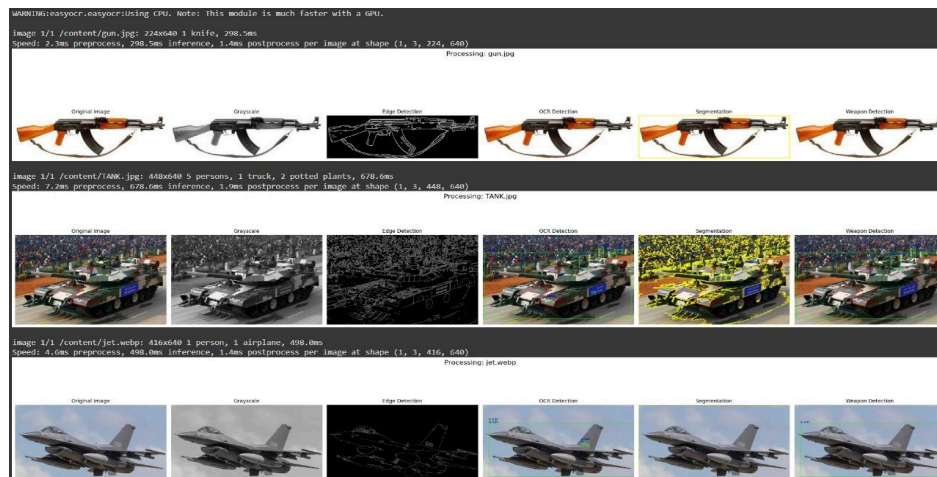 WARNING:easyocr.easyocr:Using CPU. Note: This module is much faster with a GPU.
image 1/1 /content/gun.jpg: 224x640 1 knife, 298.5ms
Speed: 2.3ms preprocess, 298.5ms inference, 1.4ms postprocess per image at shape (1, 3, 224, 640)
Processing: gun.jpg
Original Image Grayscale Edge Detection OCR Detection Segmentation Weapon Detection
image 1/1 /content/TANK.jpg: 448x640 5 persons, 1 truck, 2 potted plants, 678.6ms
Speed: 7.2ms preprocess, 678.6ms inference, 1.9ms postprocess per image at shape (1, 3, 448, 640)
Processing: TANK.jpg
Original Image Grayscale Edge Detection OCR Detection Segmentation Weapon Detection
image 1/1 /content/jet.webp: 416x640 1 person, 1 airplane, 498.0ms
Speed: 4.6ms preprocess, 498.0ms inference, 1.4ms postprocess per image at shape (1, 3, 416, 640)
Processing: jet.webp
Original Image Grayscale Edge Detection OCR Detection Segmentation Weapon Detection